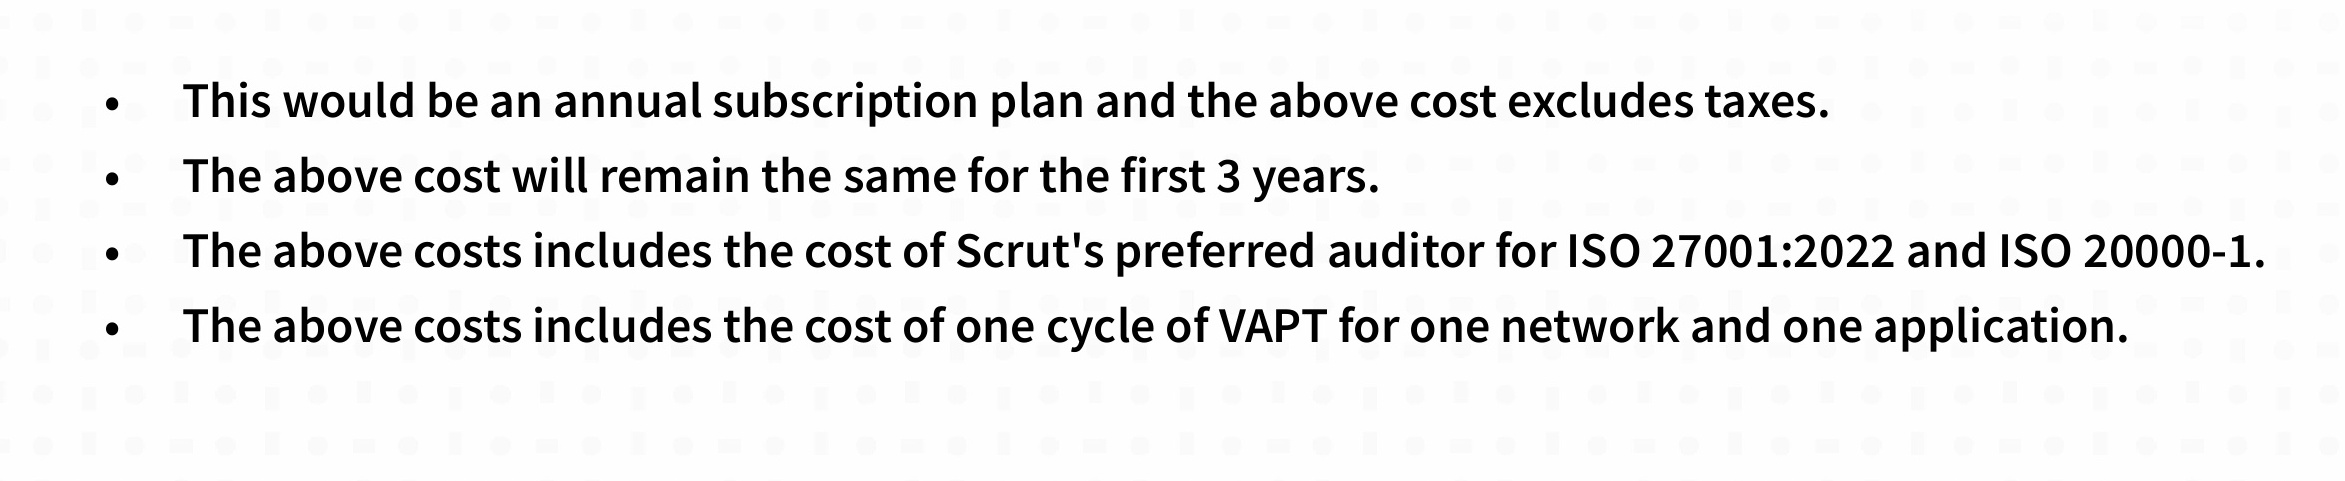 • This would be an annual subscription plan and the above cost excludes taxes.
• The above cost will remain the same for the first 3 years.
• The above costs includes the cost of Scrut's preferred auditor for ISO 27001:2022 and ISO 20000-1.
• The above costs includes the cost of one cycle of VAPT for one network and one application.